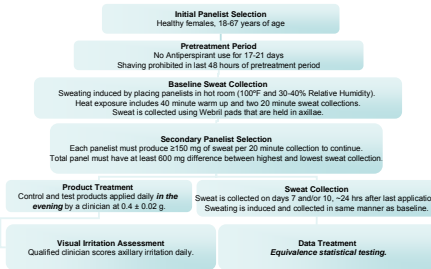 Initial Panelist Selection
Healthy females, 18-67 years of age
Pretreatment Period
No Antiperspirant use for 17-21 days
Shaving prohibited in last 48 hours of pretreatment period
Baseline Sweat Collection
Sweating induced by placing panelists in hot room (100ºF and 30-40% Relative Humidity).
Heat exposure includes 40 minute warm up and two 20 minute sweat collections.
Sweat is collected using Webril pads that are held in axillae.
Secondary Panelist Selection
Each panelist must produce ≥150 mg of sweat per 20 minute collection to continue.
Total panel must have at least 600 mg difference between highest and lowest sweat collection.
Product Treatment
Control and test products applied daily in the
evening by a clinician at 0.4 ± 0.02 g.
Sweat Collection
Sweat is collected on days 7 and/or 10, ~24 hrs after last application.
Sweating is induced and collected in same manner as baseline.
Visual Irritation Assessment
Qualified clinician scores axillary irritation daily.
Data Treatment
Equivalence statistical testing.